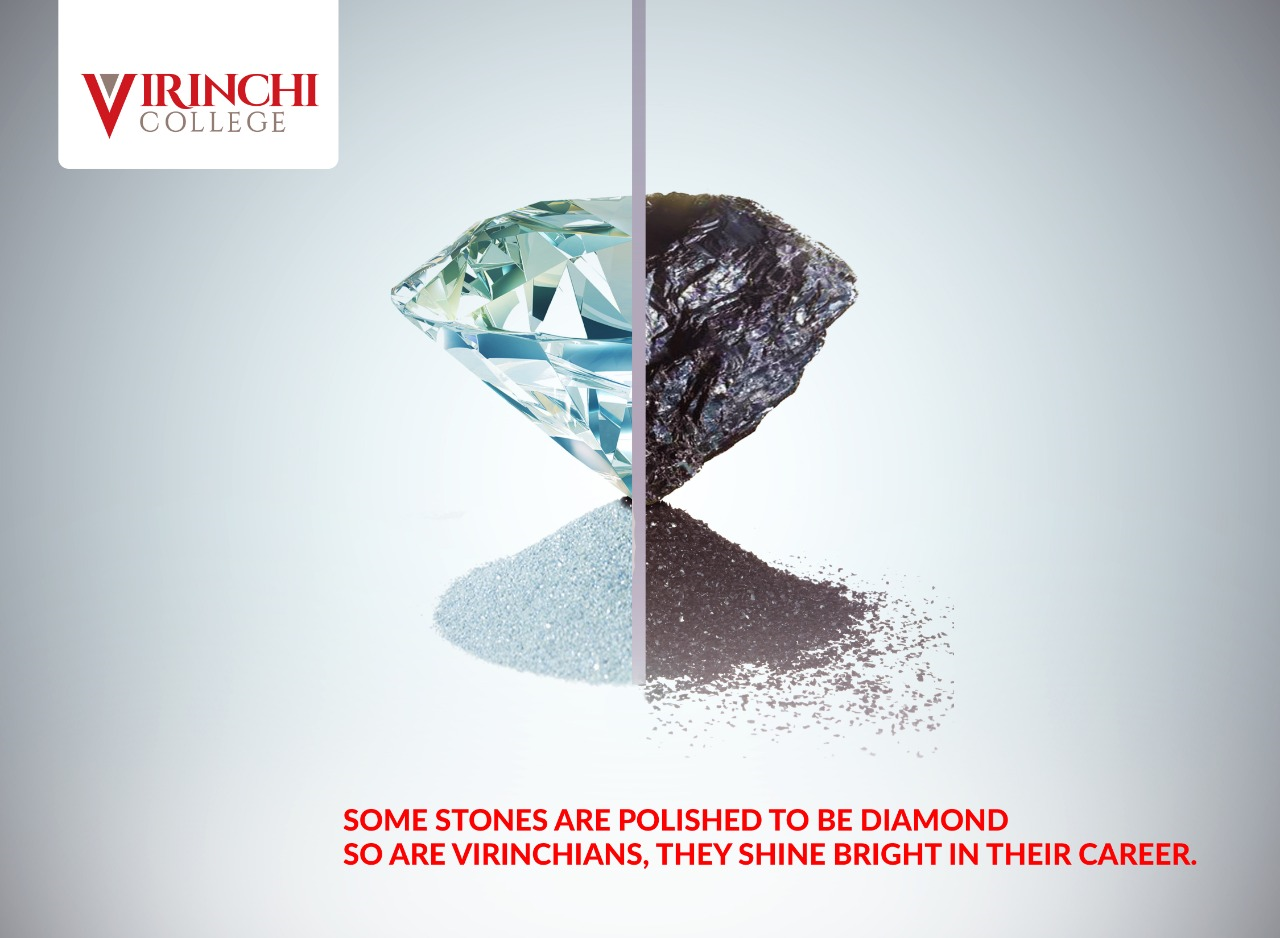 VIRINCHI
COLLEGE
SOME STONES ARE POLISHED TO BE DIAMOND
SO ARE VIRINCHIANS, THEY SHINE BRIGHT IN THEIR CAREER.